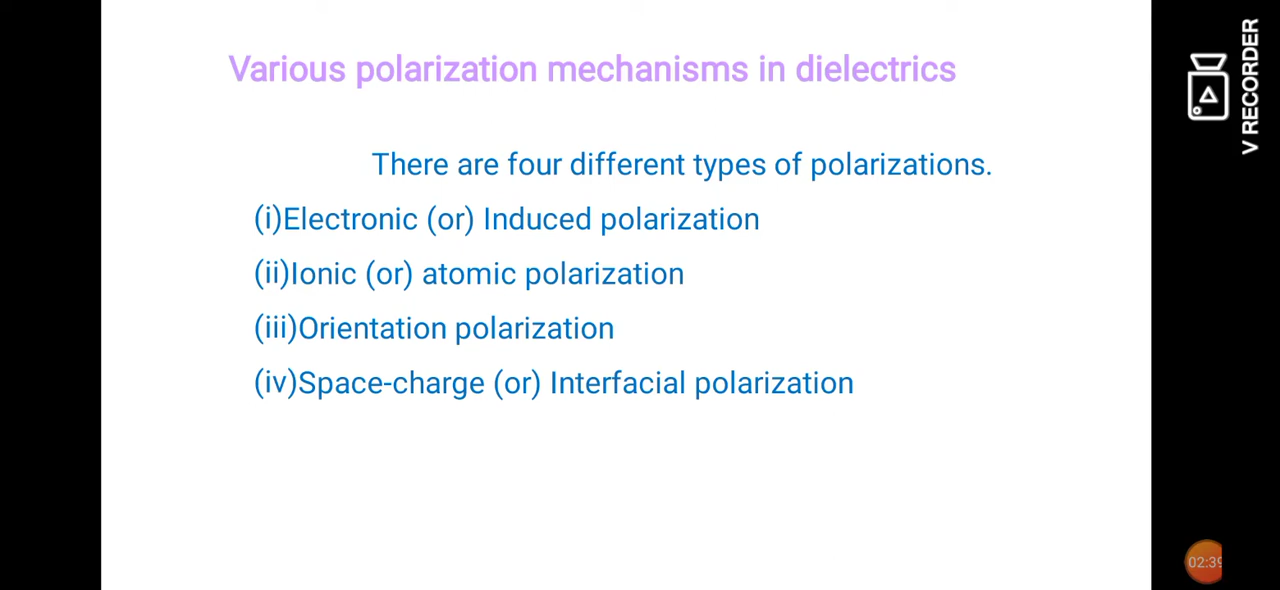 Various polarization mechanisms in dielectrics
There are four different types of polarizations.
(i)Electronic (or) Induced polarization
(ii)Ionic (or) atomic polarization
(iii)Orientation polarization
(iv)Space-charge (or) Interfacial polarization
V RECORDER
02:39